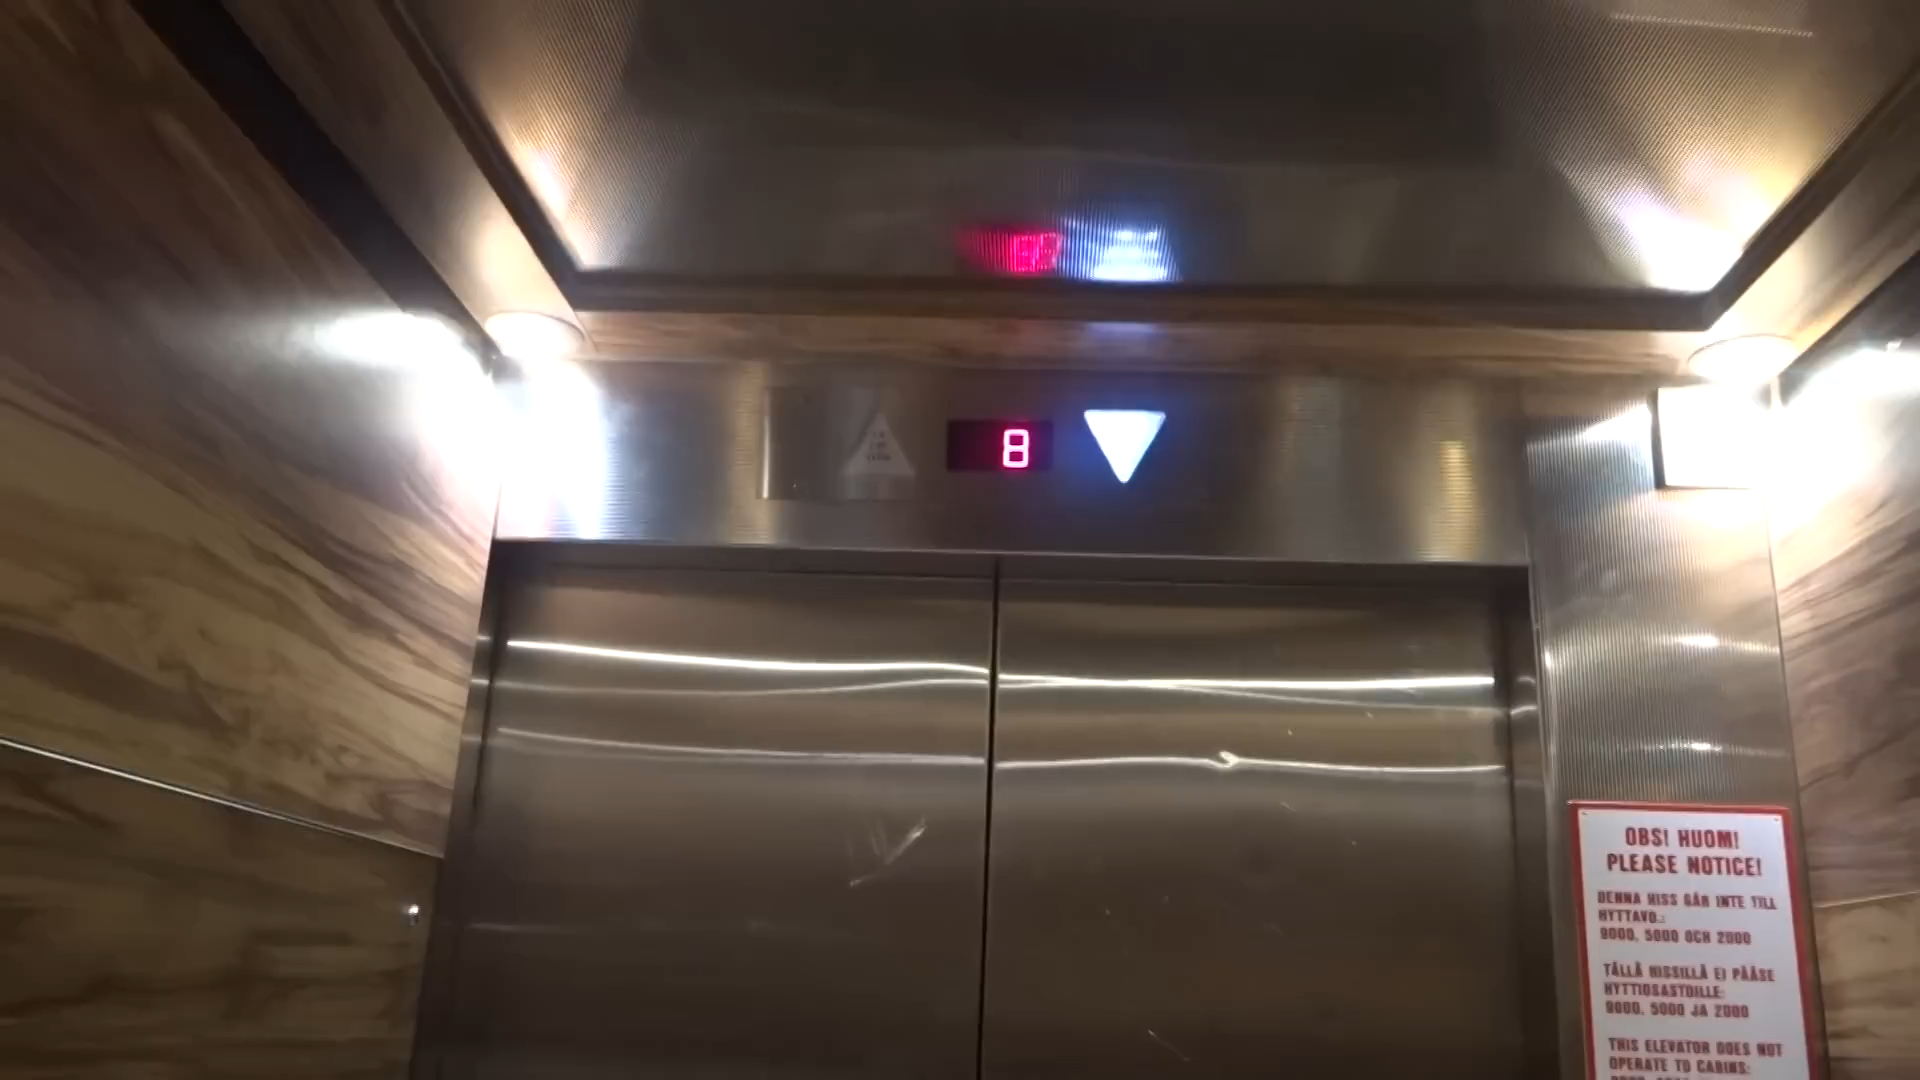 8
OBS! HUOM!
PLEASE NOTICE!
DENNA HISS GÅR INTE TILL
HYTTAVD.:
9000, 5000 OCH 2000
TÄLLÄ HISSILLÄ EI PÄÄSE
HYTTIOSASTOILLE:
9000, 5000 JA 2000
THIS ELEVATOR DOES NOT
OPERATE TO CABINS: